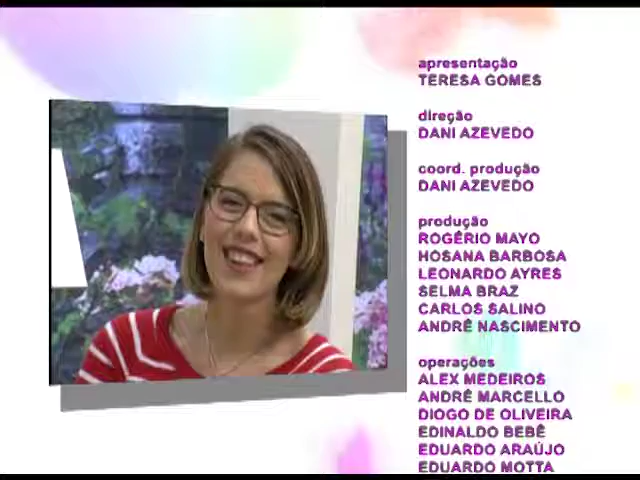 apresentação
TERESA GOMES
direção
DANI AZEVEDO
coord. produção
DANI AZEVEDO
produção
ROGÉRIO MAYO
HOSANA BARBOSA
LEONARDO AYRES
SELMA BRAZ
CARLOS SALINO
ANDRÉ NASCIMENTO
operações
ALEX MEDEIROS
ANDRÉ MARCELLO
DIOGO DE OLIVEIRA
EDINALDO BEBÊ
EDUARDO ARAÚJO
EDUARDO MOTTA